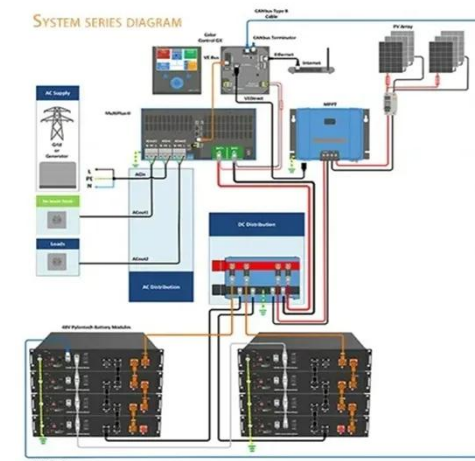 SYSTEM SERIES DIAGRAM
CANbus Type B
Cable
Color
Control GX
CANbus Terminator
PV Array
VE Bus
Ethernet
Internet
AC Supply
VE Direct
MPPT
MultiPlus-II
Grid
or
Generator
L
PE
N
ACin
ACout1
Loads
DC Distribution
ACout2
AC Distribution
48V Pylontech Battery Modules